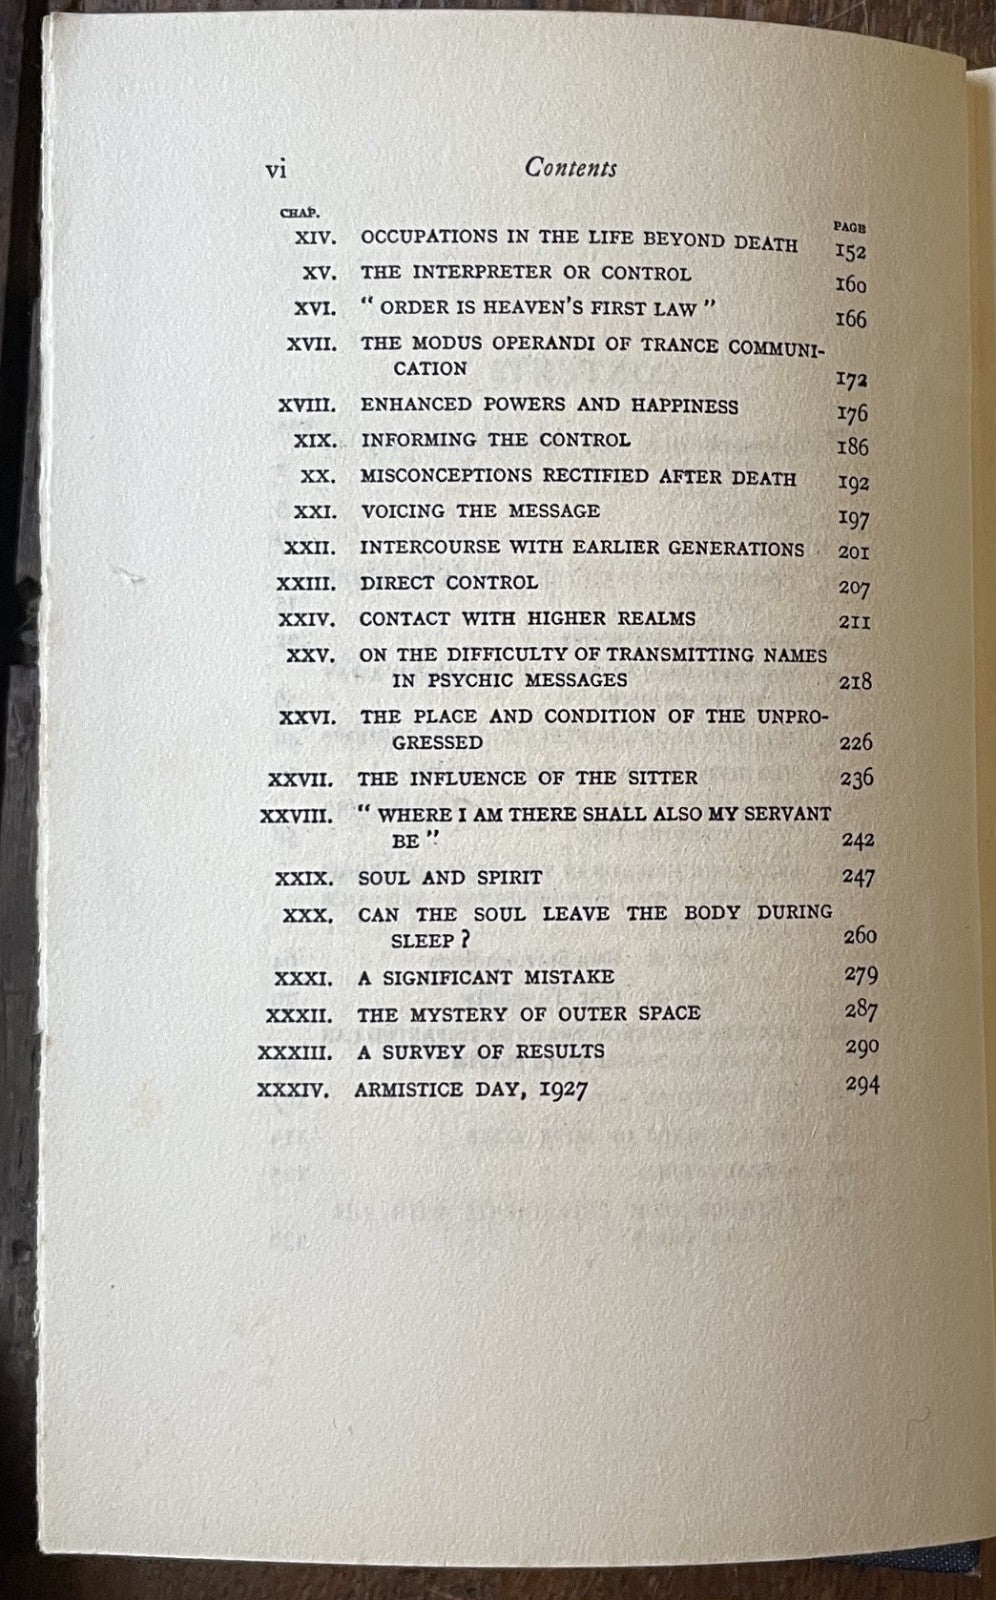 vi Contents
CHAP. PAGE
XIV. OCCUPATIONS IN THE LIFE BEYOND DEATH 152
XV. THE INTERPRETER OR CONTROL 160
XVI. “ ORDER IS HEAVEN'S FIRST LAW ” 166
XVII. THE MODUS OPERANDI OF TRANCE COMMUNI-
CATION 172
XVIII. ENHANCED POWERS AND HAPPINESS 176
XIX. INFORMING THE CONTROL 186
XX. MISCONCEPTIONS RECTIFIED AFTER DEATH 192
XXI. VOICING THE MESSAGE 197
XXII. INTERCOURSE WITH EARLIER GENERATIONS 201
XXIII. DIRECT CONTROL 207
XXIV. CONTACT WITH HIGHER REALMS 211
XXV. ON THE DIFFICULTY OF TRANSMITTING NAMES
IN PSYCHIC MESSAGES 218
XXVI. THE PLACE AND CONDITION OF THE UNPRO-
GRESSED 226
XXVII. THE INFLUENCE OF THE SITTER 236
XXVIII. “ WHERE I AM THERE SHALL ALSO MY SERVANT
BE ” 242
XXIX. SOUL AND SPIRIT 247
XXX. CAN THE SOUL LEAVE THE BODY DURING
SLEEP ? 260
XXXI. A SIGNIFICANT MISTAKE 279
XXXII. THE MYSTERY OF OUTER SPACE 287
XXXIII. A SURVEY OF RESULTS 290
XXXIV. ARMISTICE DAY, 1927 294